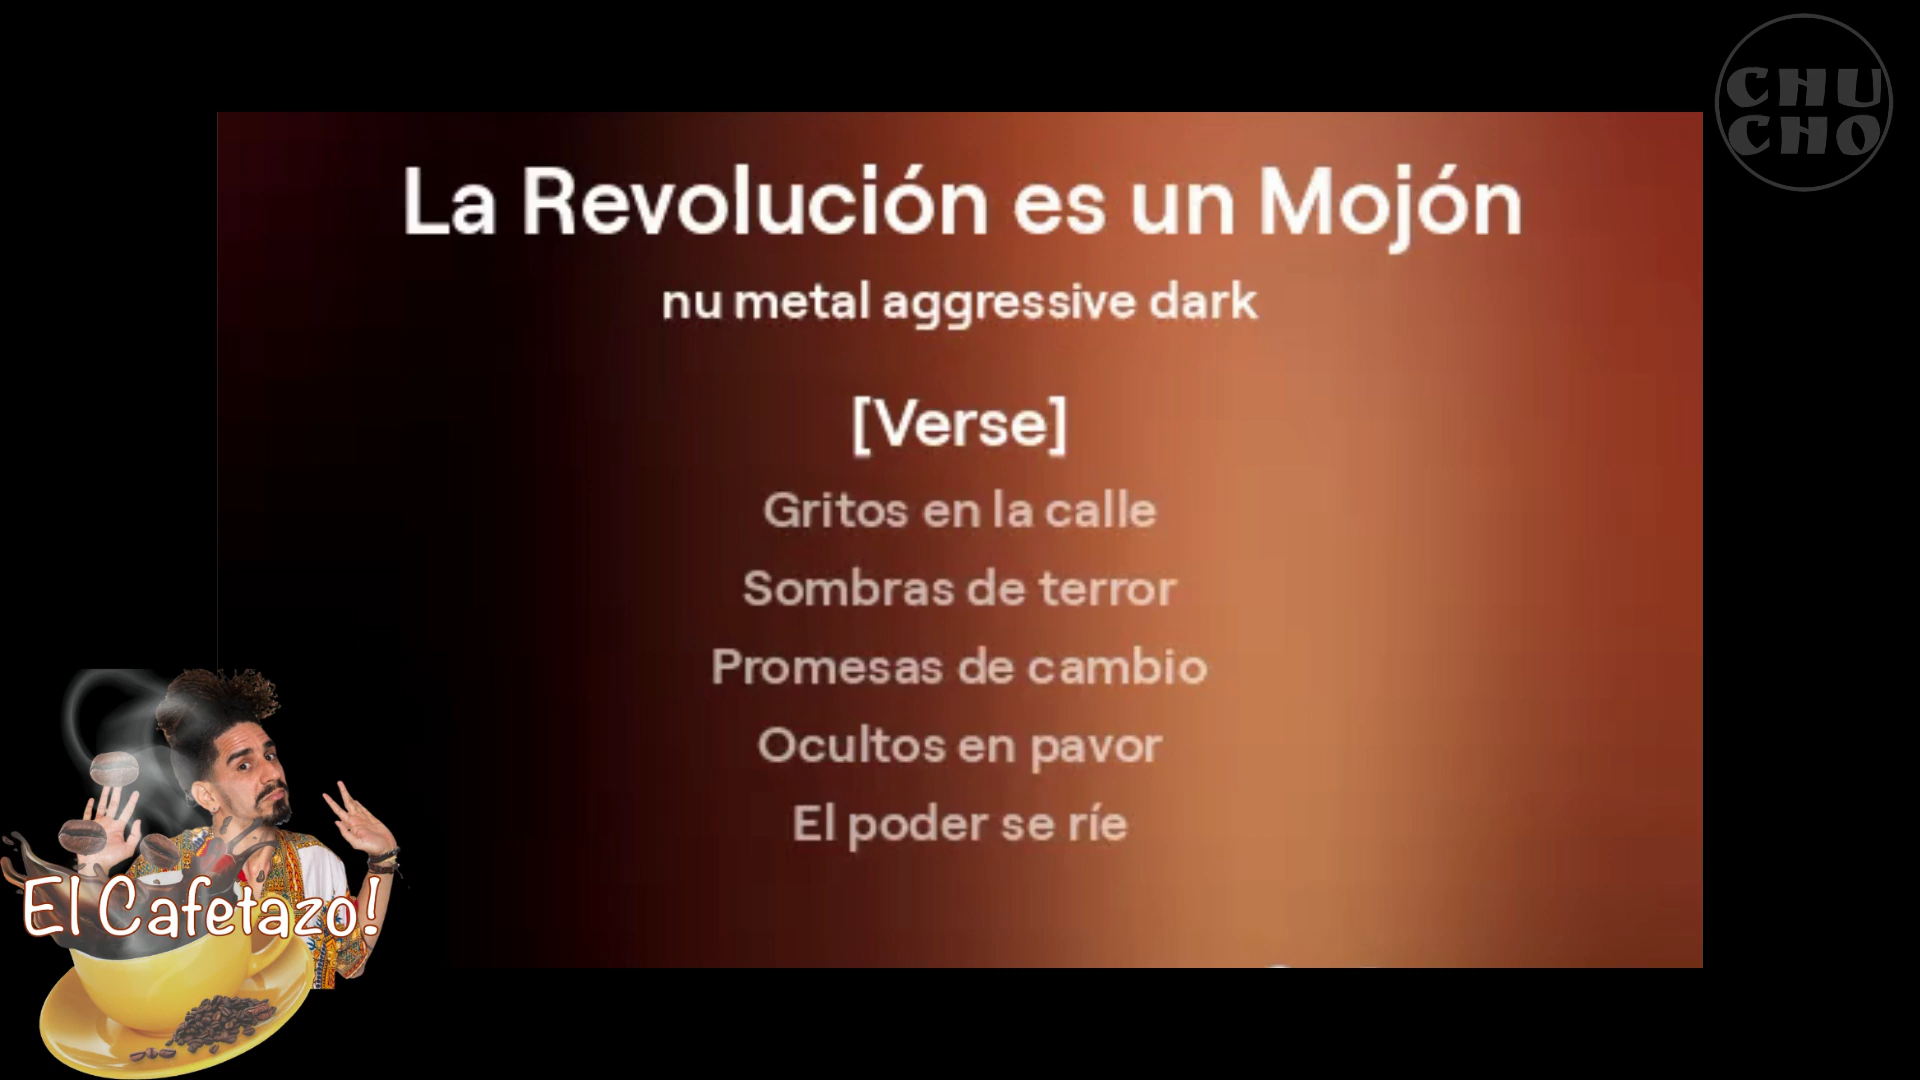 CHU
CHO
La Revolución es un Mojón
nu metal aggressive dark
[Verse]
Gritos en la calle
Sombras de terror
Promesas de cambio
Ocultos en pavor
El poder se ríe
El Cafetazo!